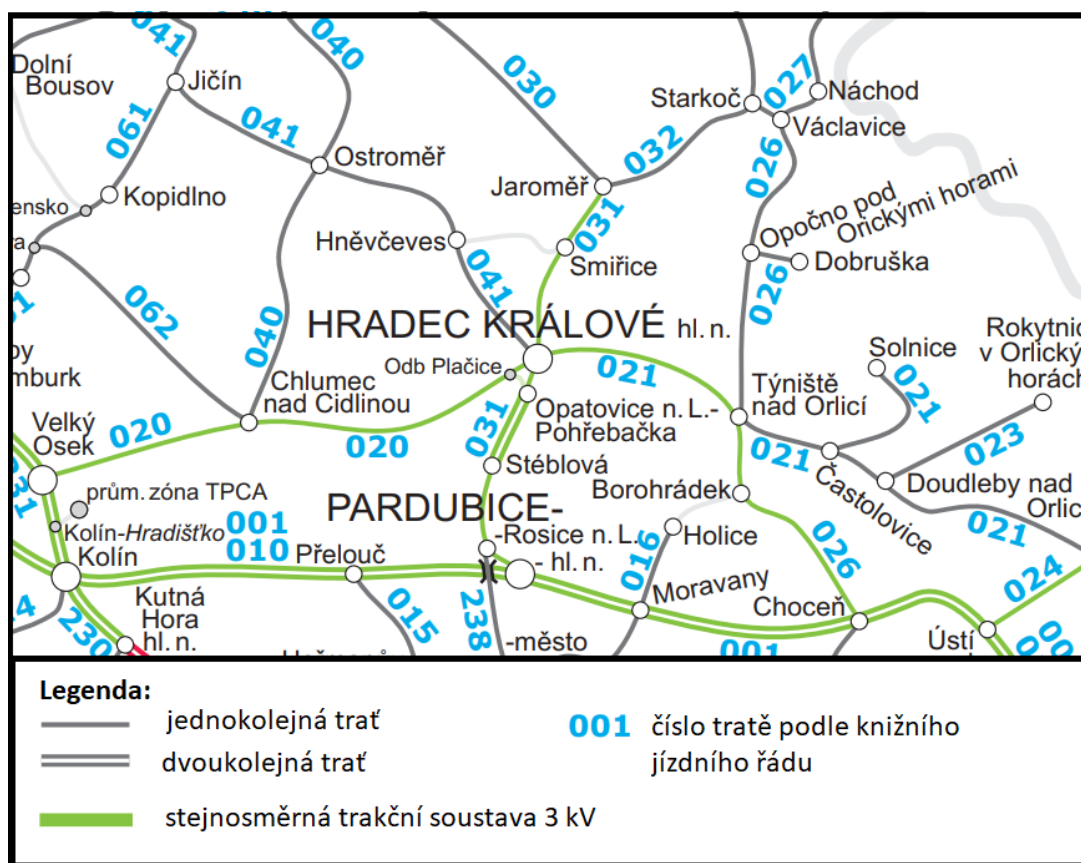 041
040
Dolní
Bousov
Jičín
030
027
Náchod
Starkoč
Václavice
061
041
Ostroměř
032
026
Jaroměř
ensko
Kopidlno
Opočno pod
Orickými horami
031
Hněvčeves
Smiřice
Dobruška
026
062
041
040
HRADEC KRÁLOVÉ hl. n.
Rokytnic
v Orlický
horách
Solnice
Odb Plačice
021
by
mburk
Chlumec
nad Cidlinou
Týniště
nad Orlicí
021
Opatovice n. L.-
Pohřebačka
Velký
Osek
020
020
031
021
023
Stéblová
Častolovice
Doudleby nad
Orlic
231
prům. zóna TPCA
PARDUBICE-
Borohrádek
021
Kolín-Hradišťko
001
010
-Rosice n. L.
Holice
Kolín
Přelouč
- hl. n.
016
026
024
Moravany
Choceň
Kutná
Hora
hl. n.
230
015
238
-město
001
Ústí
Legenda:
jednokolejná trať
dvoukolejná trať
stejnosměrná trakční soustava 3 kV
001 číslo tratě podle knižního
jízdního řádu